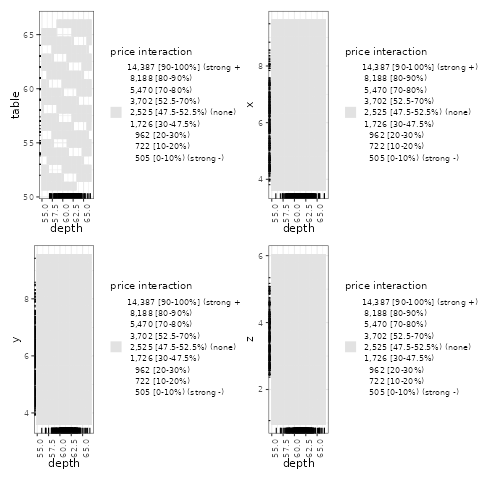 price interaction
14,387 [90-100%] (strong +
8,188 [80-90%)
5,470 [70-80%)
3,702 [52.5-70%)
2,525 [47.5-52.5%) (none)
1,726 [30-47.5%)
962 [20-30%)
722 [10-20%)
505 [0-10%) (strong -)
table
65
60
55
50
55.0
57.5
60.0
62.5
65.0
depth
price interaction
14,387 [90-100%] (strong +)
8,188 [80-90%)
5,470 [70-80%)
3,702 [52.5-70%)
2,525 [47.5-52.5%) (none)
1,726 [30-47.5%)
962 [20-30%)
722 [10-20%)
505 [0-10%) (strong -)
x
8
6
4
55.0
57.5
60.0
62.5
65.0
depth
price interaction
14,387 [90-100%] (strong +
8,188 [80-90%)
5,470 [70-80%)
3,702 [52.5-70%)
2,525 [47.5-52.5%) (none)
1,726 [30-47.5%)
962 [20-30%)
722 [10-20%)
505 [0-10%) (strong -)
y
8
6
4
55.0
57.5
60.0
62.5
65.0
depth
price interaction
14,387 [90-100%] (strong +)
8,188 [80-90%)
5,470 [70-80%)
3,702 [52.5-70%)
2,525 [47.5-52.5%) (none)
1,726 [30-47.5%)
962 [20-30%)
722 [10-20%)
505 [0-10%) (strong -)
z
6
4
2
55.0
57.5
60.0
62.5
65.0
depth